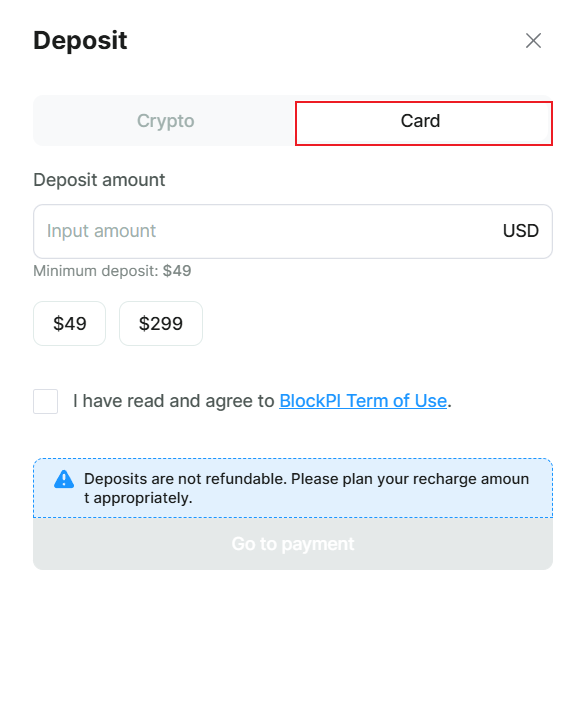 Deposit
Crypto
Card
Deposit amount
Input amount
USD
Minimum deposit: $49
$49
$299
I have read and agree to BlockPI Term of Use.
Deposits are not refundable. Please plan your recharge amoun
t appropriately.
Go to payment